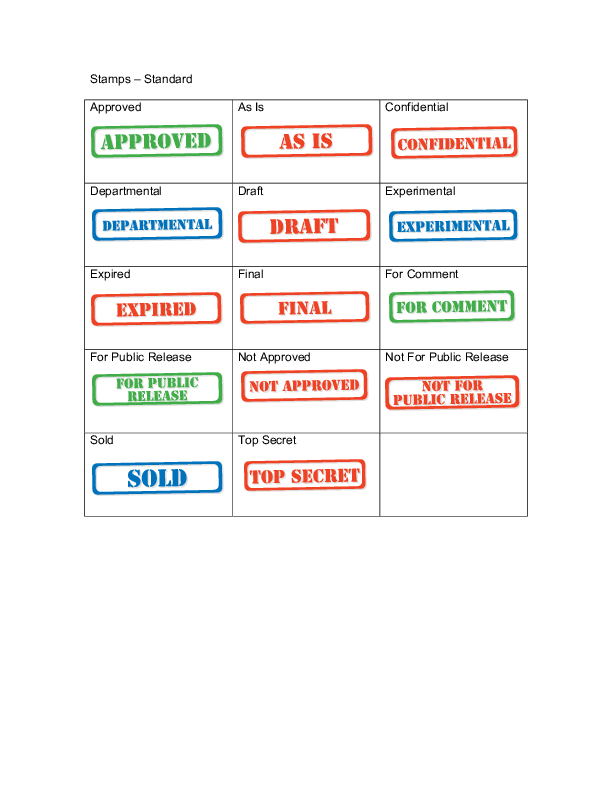 Stamps – Standard
Approved
APPROVED
As Is
AS IS
Confidential
CONFIDENTIAL
Departmental
DEPARTMENTAL
Draft
DRAFT
Experimental
EXPERIMENTAL
Expired
EXPIRED
Final
FINAL
For Comment
FOR COMMENT
For Public Release
FOR PUBLIC
RELEASE
Not Approved
NOT APPROVED
Not For Public Release
NOT FOR
PUBLIC RELEASE
Sold
SOLD
Top Secret
TOP SECRET